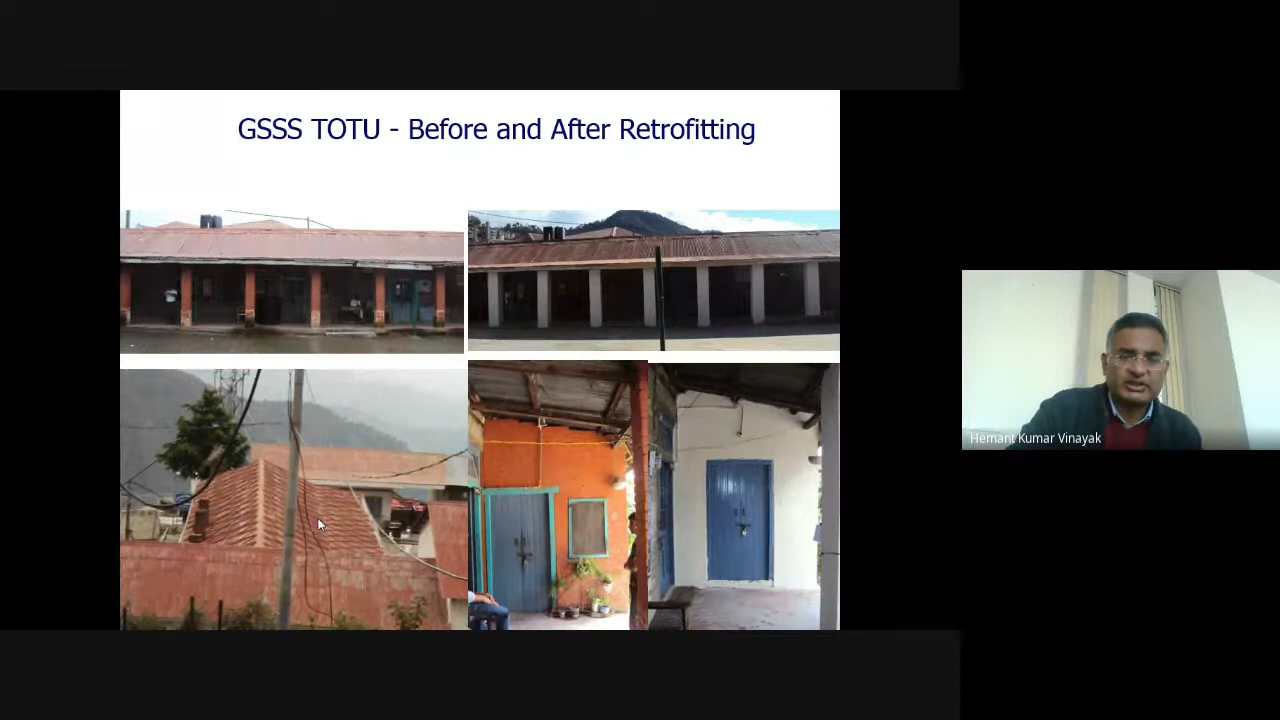 GSSS TOTU - Before and After Retrofitting
Hemant Kumar Vinayak